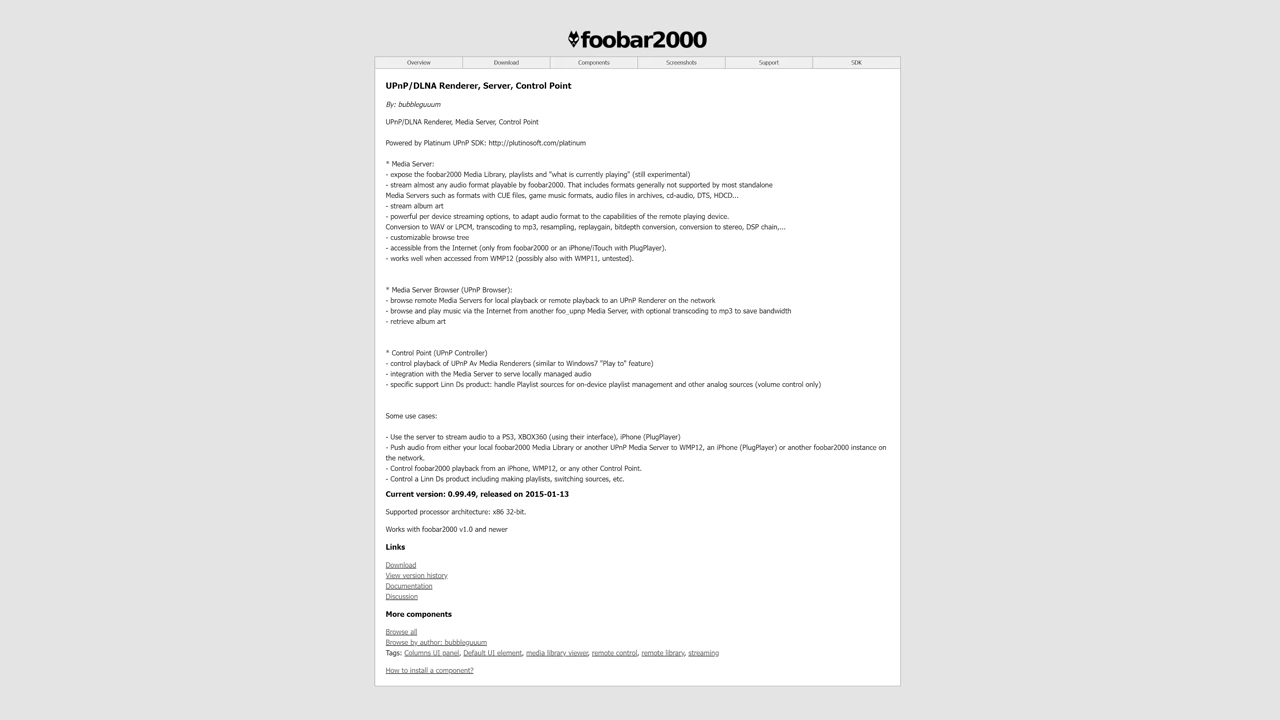 foobar2000
Overview
Download
Components
Screenshots
Support
SDK
UPnP/DLNA Renderer, Server, Control Point
By: bubbleguuum
UPnP/DLNA Renderer, Media Server, Control Point
Powered by Platinum UPnP SDK: http://plutinosoft.com/platinum
* Media Server:
- expose the foobar2000 Media Library, playlists and "what is currently playing" (still experimental)
- stream almost any audio format playable by foobar2000. That includes formats generally not supported by most standalone
Media Servers such as formats with CUE files, game music formats, audio files in archives, cd-audio, DTS, HDCD...
- stream album art
- powerful per device streaming options, to adapt audio format to the capabilities of the remote playing device.
Conversion to WAV or LPCM, transcoding to mp3, resampling, replaygain, bitdepth conversion, conversion to stereo, DSP chain,...
- customizable browse tree
- accessible from the Internet (only from foobar2000 or an iPhone/iTouch with PlugPlayer).
- works well when accessed from WMP12 (possibly also with WMP11, untested).
* Media Server Browser (UPnP Browser):
- browse remote Media Servers for local playback or remote playback to an UPnP Renderer on the network
- browse and play music via the Internet from another foo_upnp Media Server, with optional transcoding to mp3 to save bandwidth
- retrieve album art
* Control Point (UPnP Controller)
- control playback of UPnP Av Media Renderers (similar to Windows7 "Play to" feature)
- integration with the Media Server to serve locally managed audio
- specific support Linn Ds product: handle Playlist sources for on-device playlist management and other analog sources (volume control only)
Some use cases:
- Use the server to stream audio to a PS3, XBOX360 (using their interface), iPhone (PlugPlayer)
- Push audio from either your local foobar2000 Media Library or another UPnP Media Server to WMP12, an iPhone (PlugPlayer) or another foobar2000 instance on
the network.
- Control foobar2000 playback from an iPhone, WMP12, or any other Control Point.
- Control a Linn Ds product including making playlists, switching sources, etc.
Current version: 0.99.49, released on 2015-01-13
Supported processor architecture: x86 32-bit.
Works with foobar2000 v1.0 and newer
Links
Download
View version history
Documentation
Discussion
More components
Browse all
Browse by author: bubbleguuum
Tags: Columns UI panel, Default UI element, media library viewer, remote control, remote library, streaming
How to install a component?